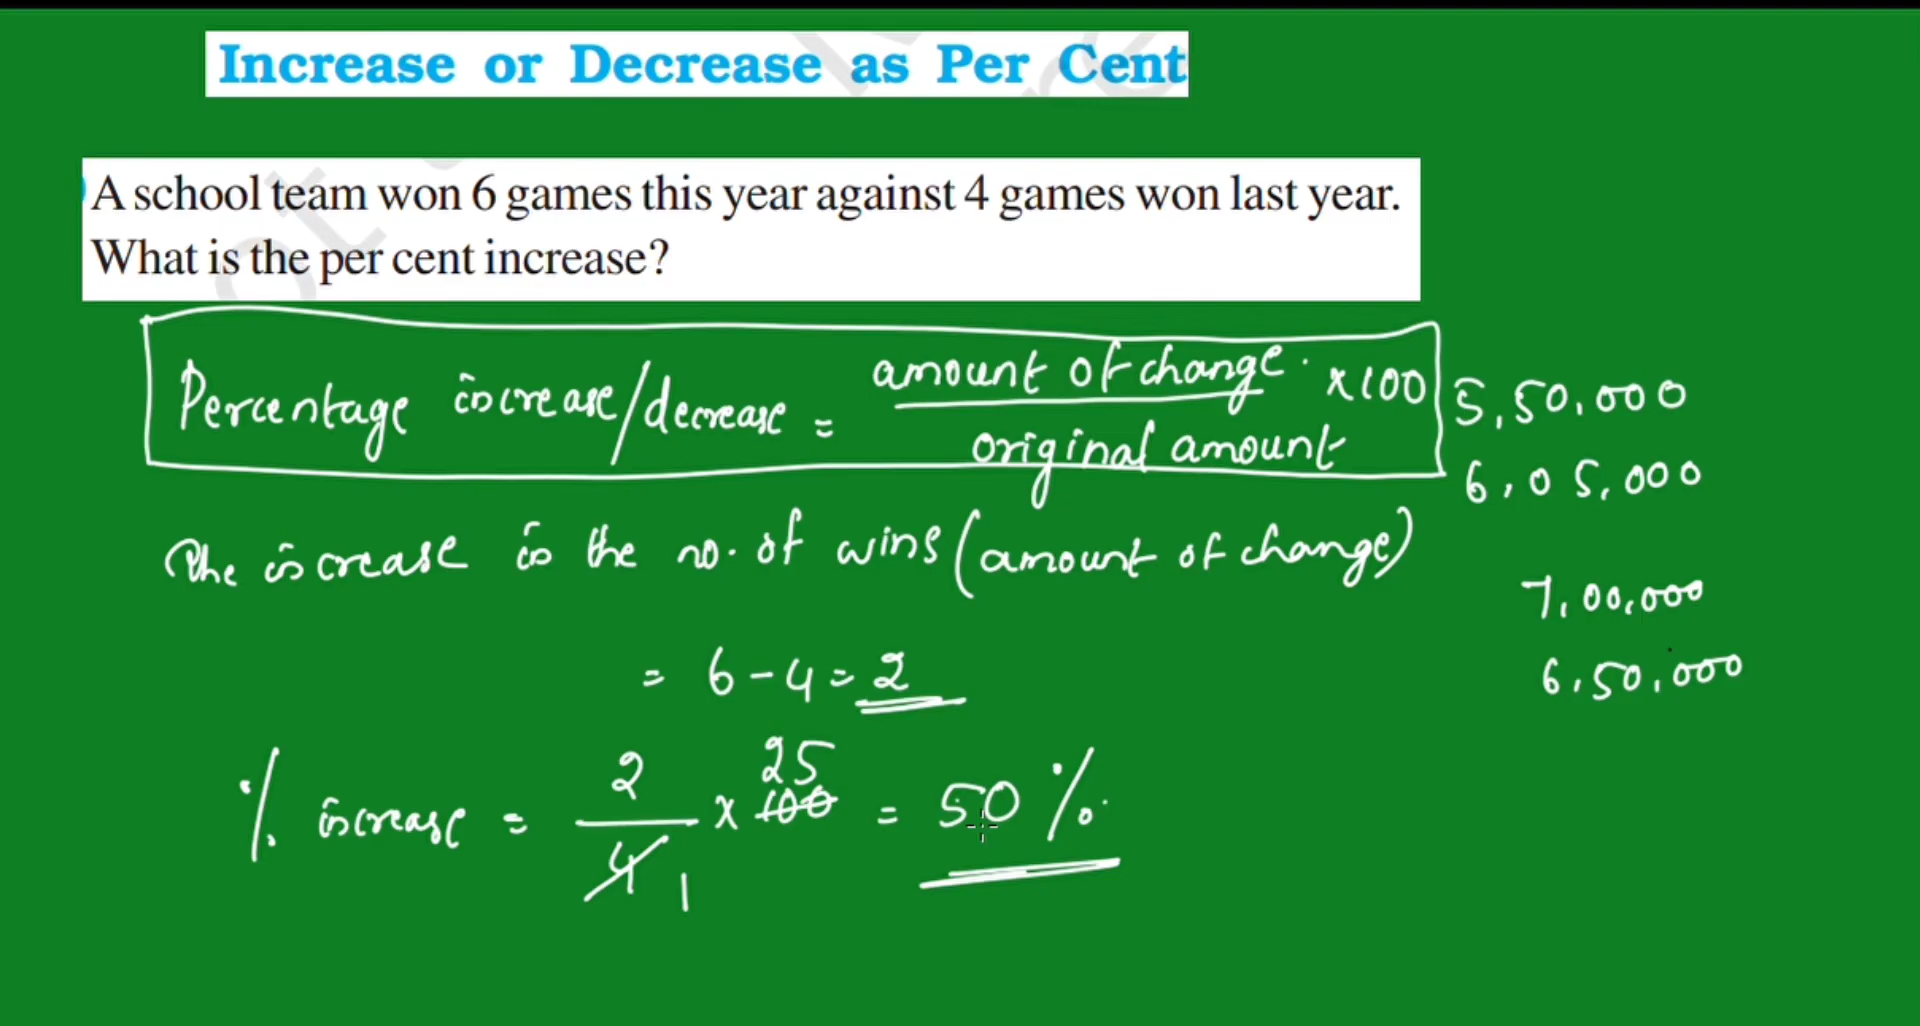 Increase or Decrease as Per Cent
A school team won 6 games this year against 4 games won last year.
What is the per cent increase?
Percentage increase/decrease = amount of change / original amount × 100
5,50,000
6,05,000
The increase in the no. of wins (amount of change)
7,00,000
= 6 - 4 = 2
6,50,000
25
% increase = 2/4 × 100 = 50 %.
1